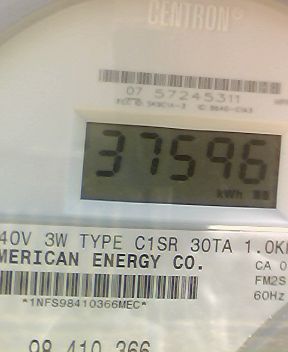 CENTRON®
07 57245311
37596
kWh
40V 3W TYPE C1SR 30TA 1.0K
MERICAN ENERGY CO.
CA 0
FM2S
60Hz
*1NFS98410366MEC*
98 410 366